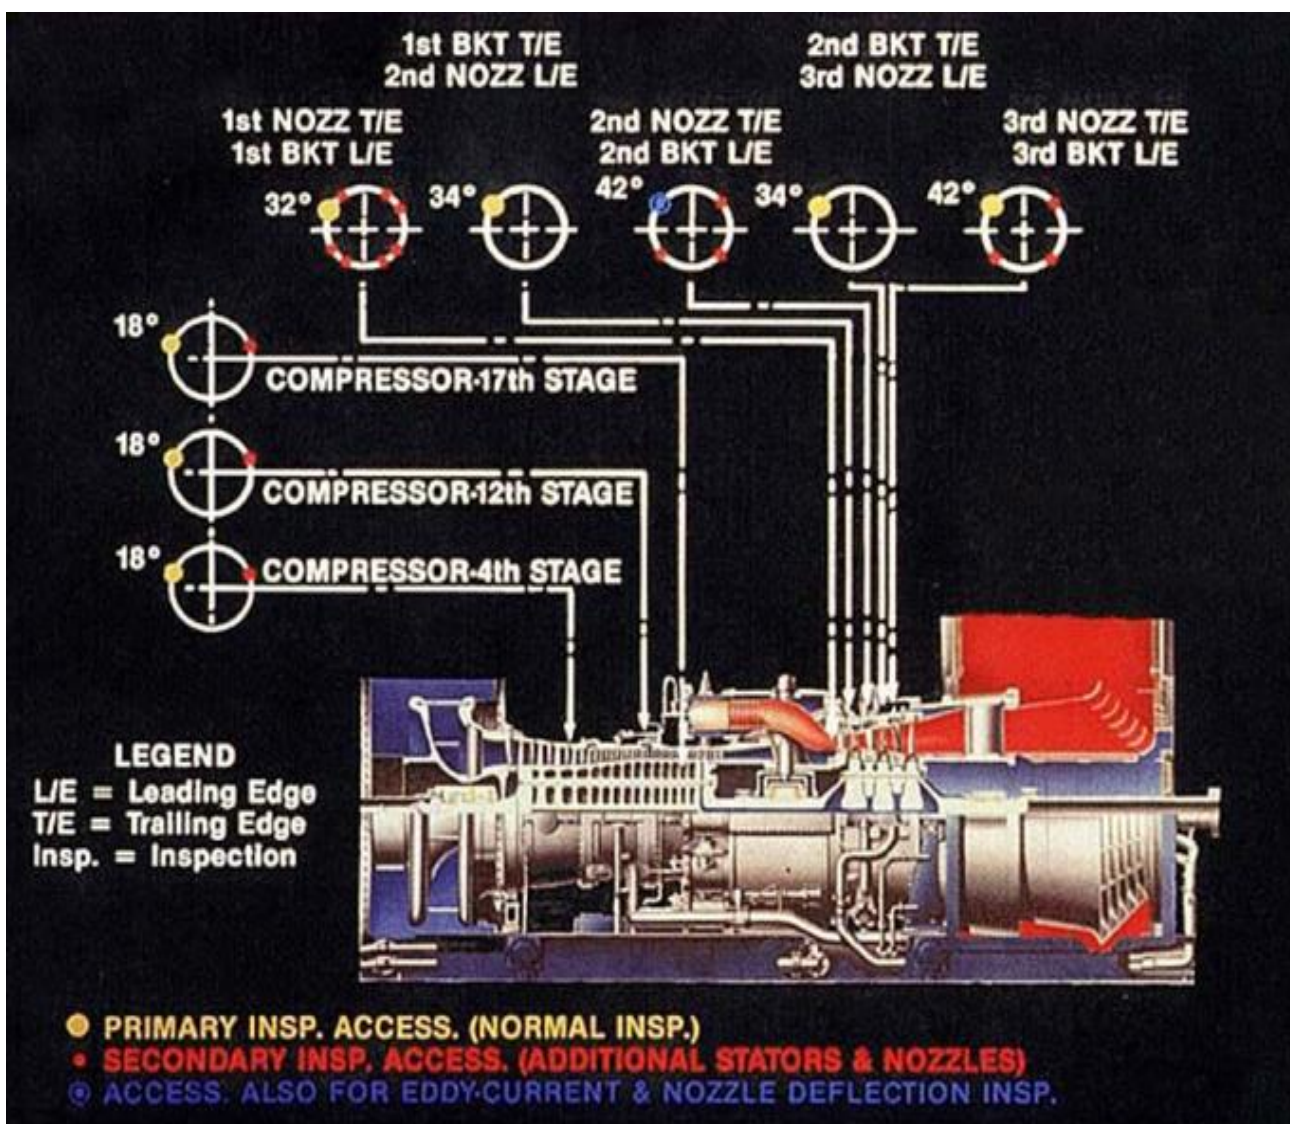 1st BKT T/E
2nd NOZZ L/E
2nd BKT T/E
3rd NOZZ L/E
1st NOZZ T/E
1st BKT L/E
2nd NOZZ T/E
2nd BKT L/E
3rd NOZZ T/E
3rd BKT L/E
32°
34°
42°
34°
42°
18°
COMPRESSOR-17th STAGE
18°
COMPRESSOR-12th STAGE
18°
COMPRESSOR-4th STAGE
LEGEND
L/E = Leading Edge
T/E = Trailing Edge
Insp. = Inspection
PRIMARY INSP. ACCESS. (NORMAL INSP.)
SECONDARY INSP. ACCESS. (ADDITIONAL STATORS & NOZZLES)
ACCESS. ALSO FOR EDDY-CURRENT & NOZZLE DEFLECTION INSP.